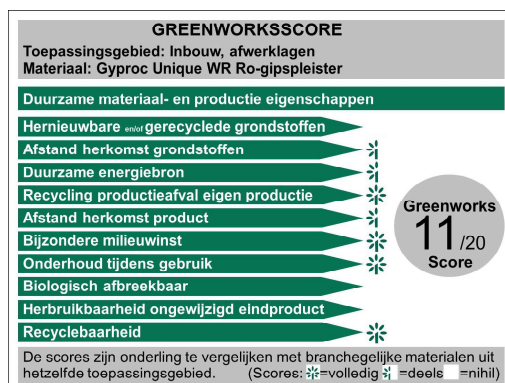 GREENWORKSSCORE
Toepassingsgebied: Inbouw, afwerklagen
Materiaal: Gyproc Unique WR Ro-gipspleister
Duurzame materiaal- en productie eigenschappen
Hernieuwbare en/of gerecyclede grondstoffen
Afstand herkomst grondstoffen
Duurzame energiebron
Recycling productieafval eigen productie
Afstand herkomst product
Bijzondere milieuwinst
Onderhoud tijdens gebruik
Biologisch afbreekbaar
Herbruikbaarheid ongewijzigd eindproduct
Recyclebaarheid
Greenworks
11/20
Score
De scores zijn onderling te vergelijken met branchegelijke materialen uit
hetzelfde toepassingsgebied. (Scores: =volledig =deels =nihil)